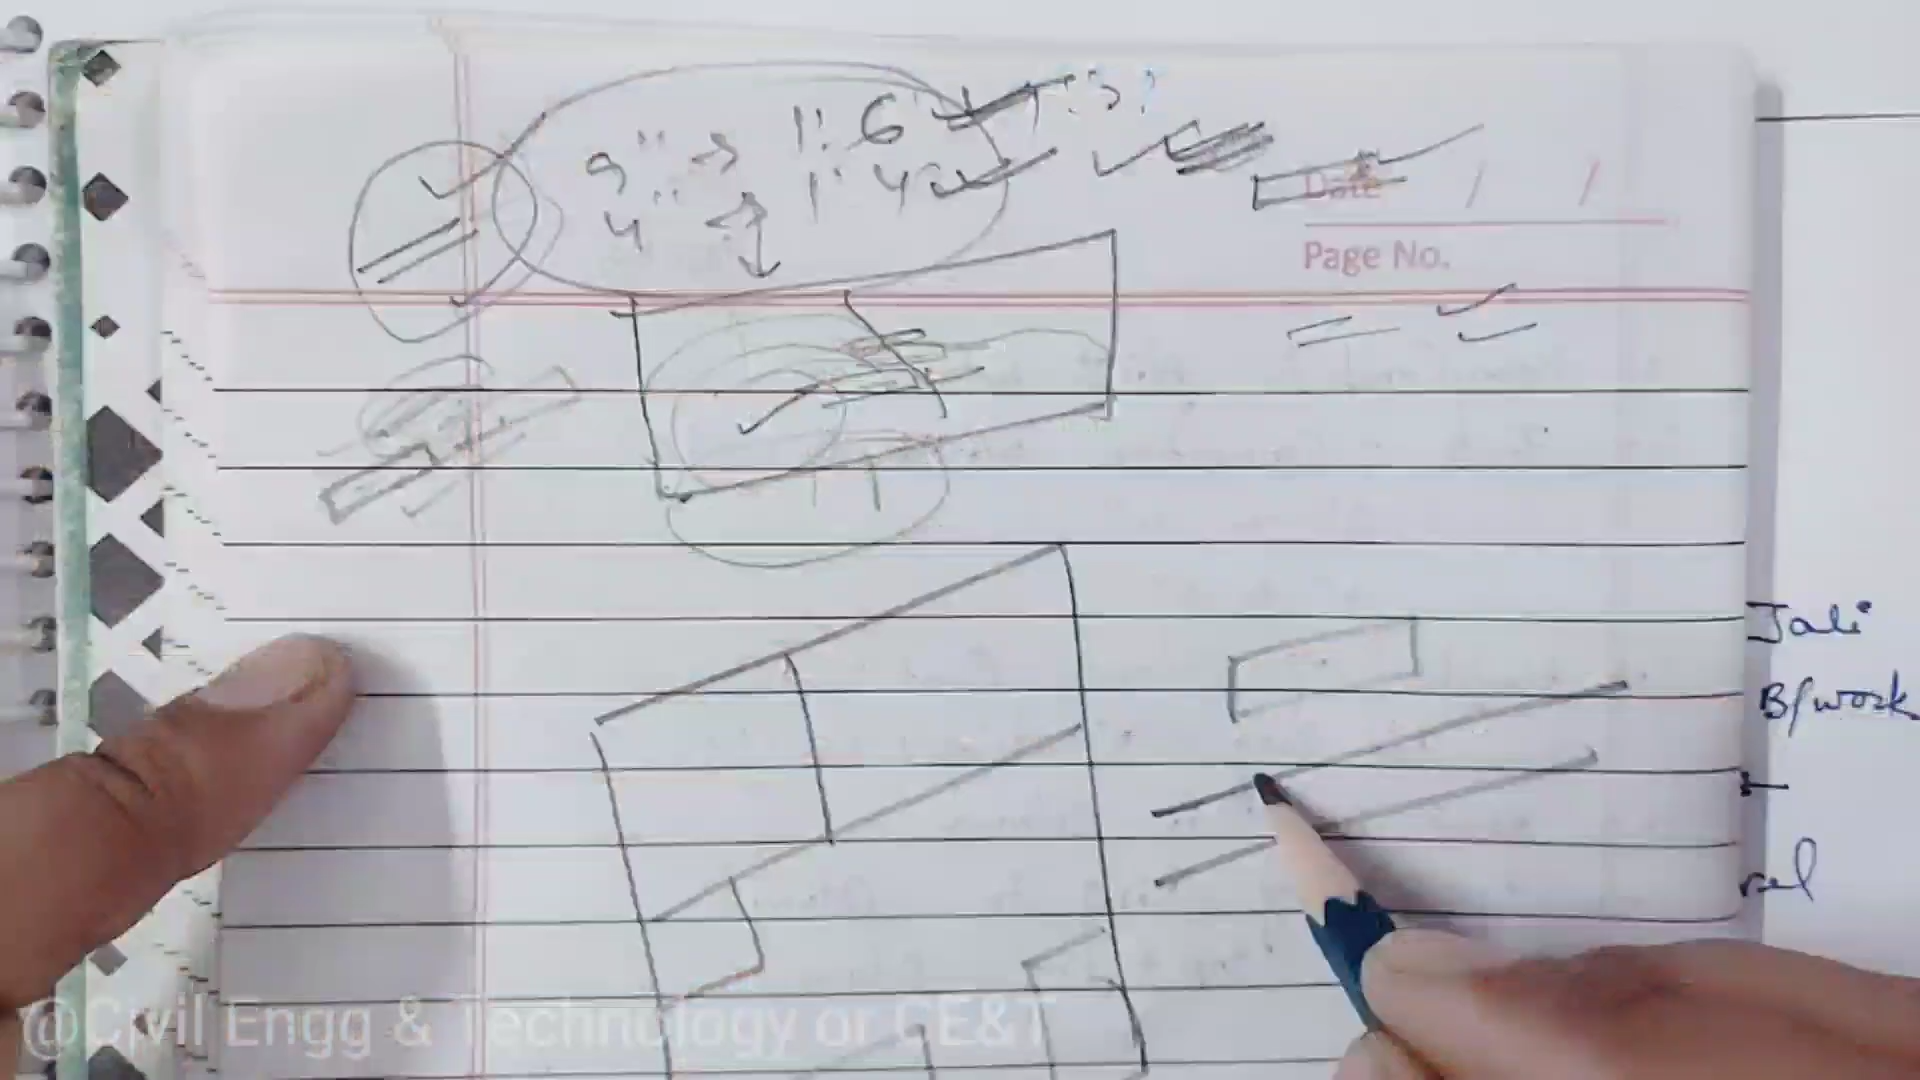 9" → 1:6
4" → 1:4
Date / /
Page No.
Jali
B/work
@Civil Engg & Technology or CE&T